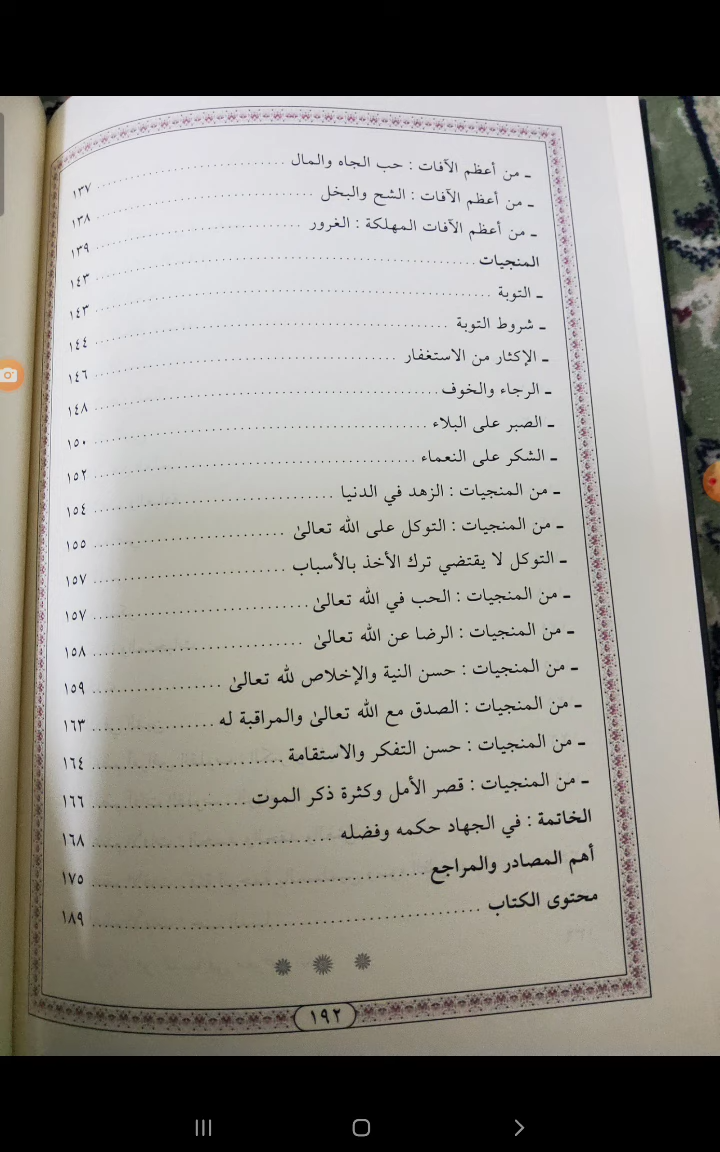 ـ من أعظم الآفات : حب الجاه والمال ........ ١٣٧
ـ من أعظم الآفات : الشح والبخل ........ ١٣٨
ـ من أعظم الآفات المهلكة : الغرور ........ ١٣٩
المنجيات ........ ١٤٣
ـ التوبة ........ ١٤٣
ـ شروط التوبة ........ ١٤٤
ـ الإكثار من الاستغفار ........ ١٤٦
ـ الرجاء والخوف ........ ١٤٨
ـ الصبر على البلاء ........ ١٥٠
ـ الشكر على النعماء ........ ١٥٢
ـ من المنجيات : الزهد في الدنيا ........ ١٥٤
ـ من المنجيات : التوكل على الله تعالىٰ ........ ١٥٥
ـ التوكل لا يقتضي ترك الأخذ بالأسباب ........ ١٥٧
ـ من المنجيات : الحب في الله تعالىٰ ........ ١٥٧
ـ من المنجيات : الرضا عن الله تعالىٰ ........ ١٥٨
ـ من المنجيات : حسن النية والإخلاص لله تعالىٰ ........ ١٥٩
ـ من المنجيات : الصدق مع الله تعالىٰ والمراقبة له ........ ١٦٣
ـ من المنجيات : حسن التفكر والاستقامة ........ ١٦٤
ـ من المنجيات : قصر الأمل وكثرة ذكر الموت ........ ١٦٦
الخاتمة : في الجهاد حكمه وفضله ........ ١٦٨
أهم المصادر والمراجع ........ ١٧٥
محتوى الكتاب ........ ١٨٩
١٩٢